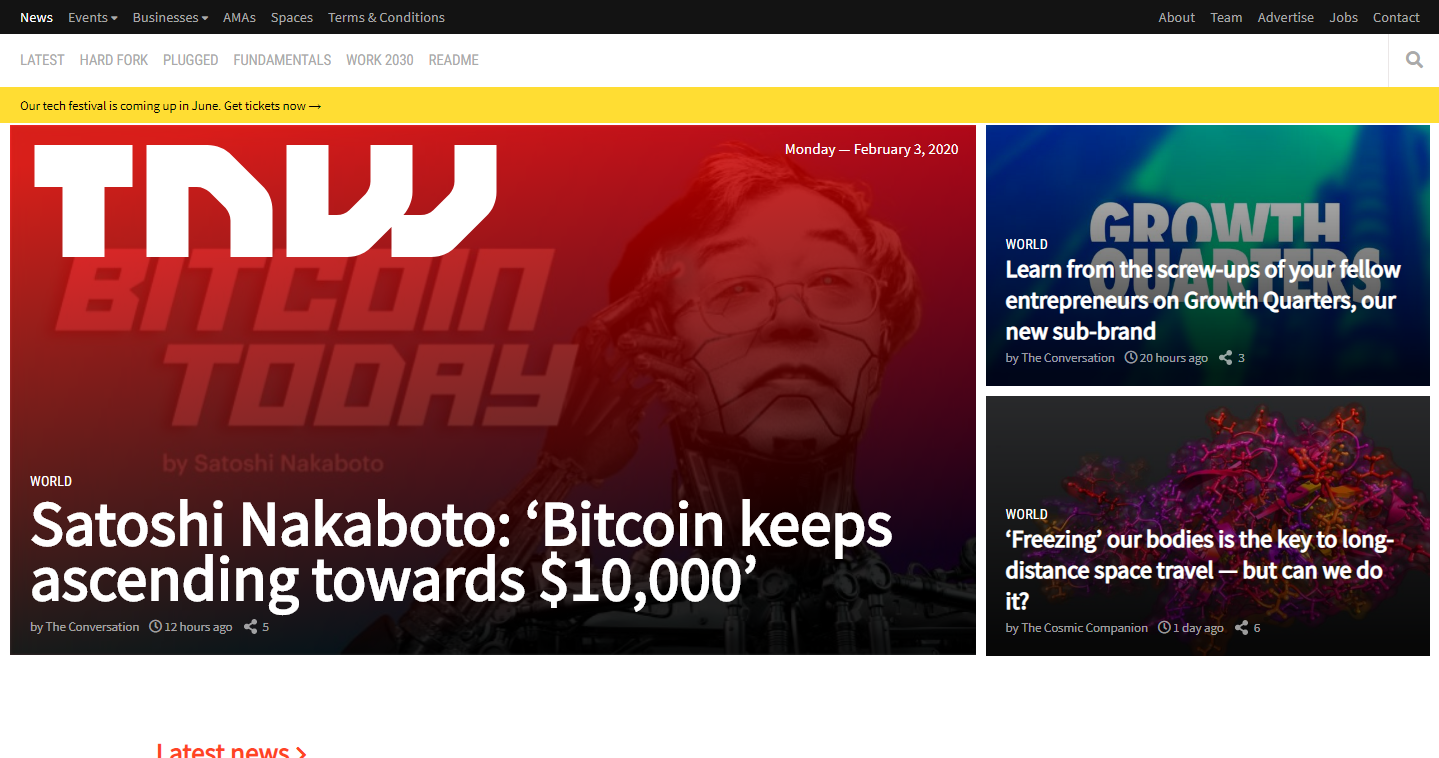 News Events Businesses AMAs Spaces Terms & Conditions About Team Advertise Jobs Contact
LATEST HARD FORK PLUGGED FUNDAMENTALS WORK 2030 README
Our tech festival is coming up in June. Get tickets now →
TNW
Monday — February 3, 2020
BITCOIN
TODAY
by Satoshi Nakaboto
WORLD
Satoshi Nakaboto: ‘Bitcoin keeps
ascending towards $10,000’
by The Conversation 12 hours ago 5
GROWTH
QUARTERS
WORLD
Learn from the screw-ups of your fellow
entrepreneurs on Growth Quarters, our
new sub-brand
by The Conversation 20 hours ago 3
WORLD
‘Freezing’ our bodies is the key to long-
distance space travel — but can we do
it?
by The Cosmic Companion 1 day ago 6
Latest news